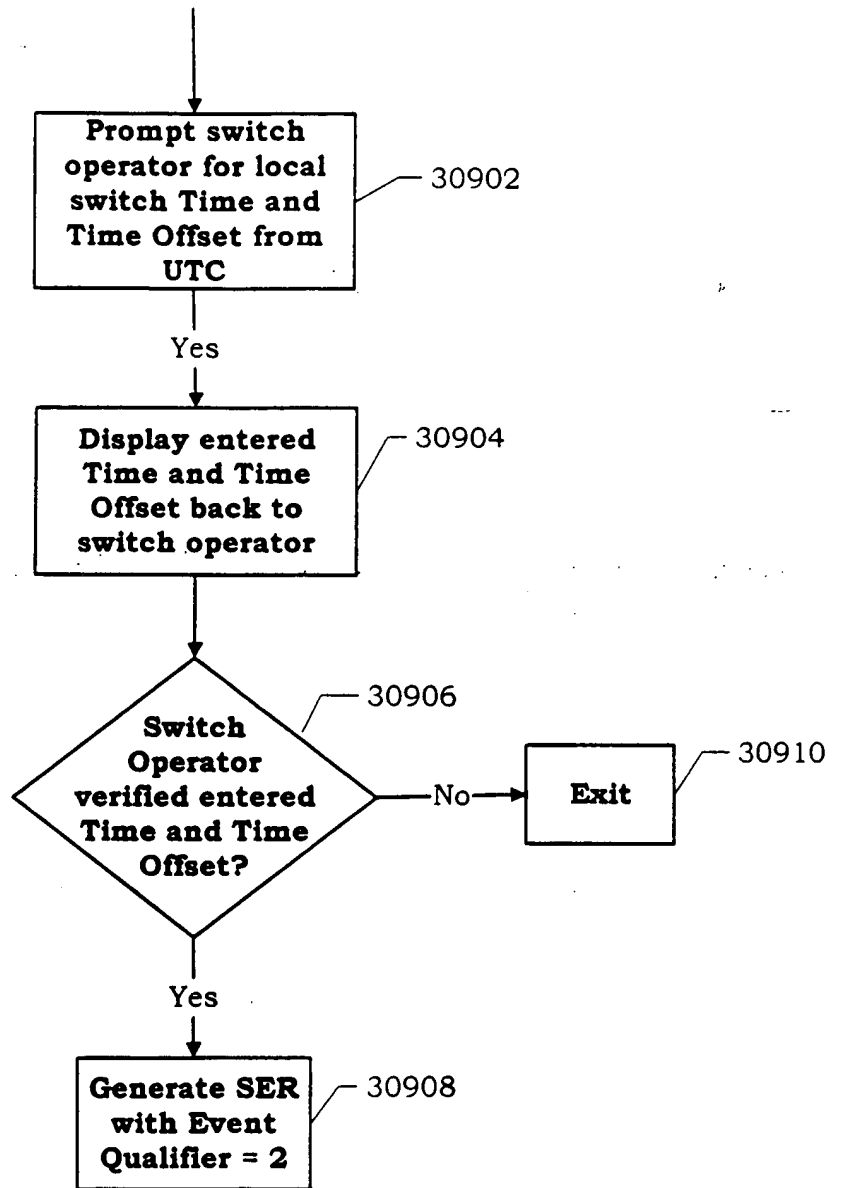 Prompt switch
operator for local
switch Time and
Time Offset from
UTC
30902
Yes
Display entered
Time and Time
Offset back to
switch operator
30904
Switch
Operator
verified entered
Time and Time
Offset?
30906
No
Exit
30910
Yes
Generate SER
with Event
Qualifier = 2
30908